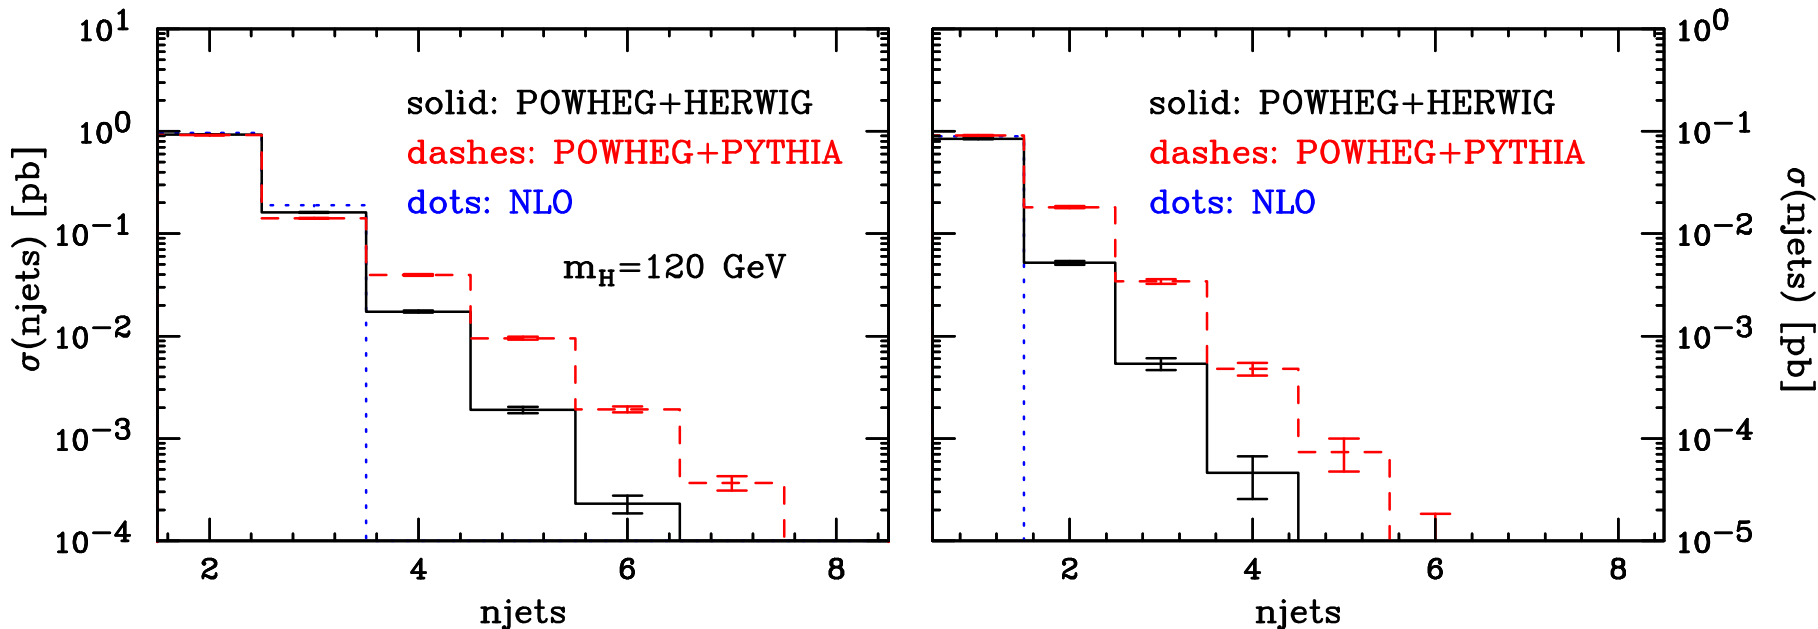 σ(njets) [pb]
10^1
10^0
10^-1
10^-2
10^-3
10^-4
solid: POWHEG+HERWIG
dashes: POWHEG+PYTHIA
dots: NLO
m_H=120 GeV
2 4 6 8
njets
solid: POWHEG+HERWIG
dashes: POWHEG+PYTHIA
dots: NLO
10^0
10^-1
10^-2
10^-3
10^-4
10^-5
σ(njets) [pb]
2 4 6 8
njets